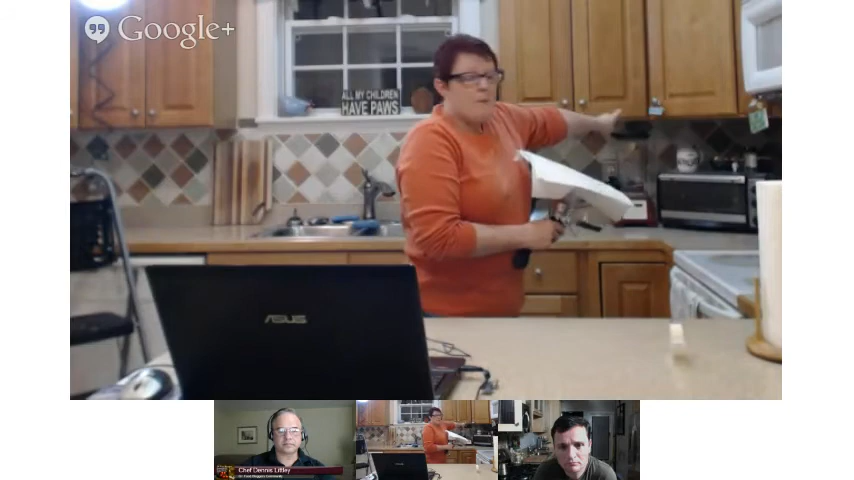 Google+
ALL MY CHILDREN
HAVE PAWS
ASUS
Chef Dennis Littley